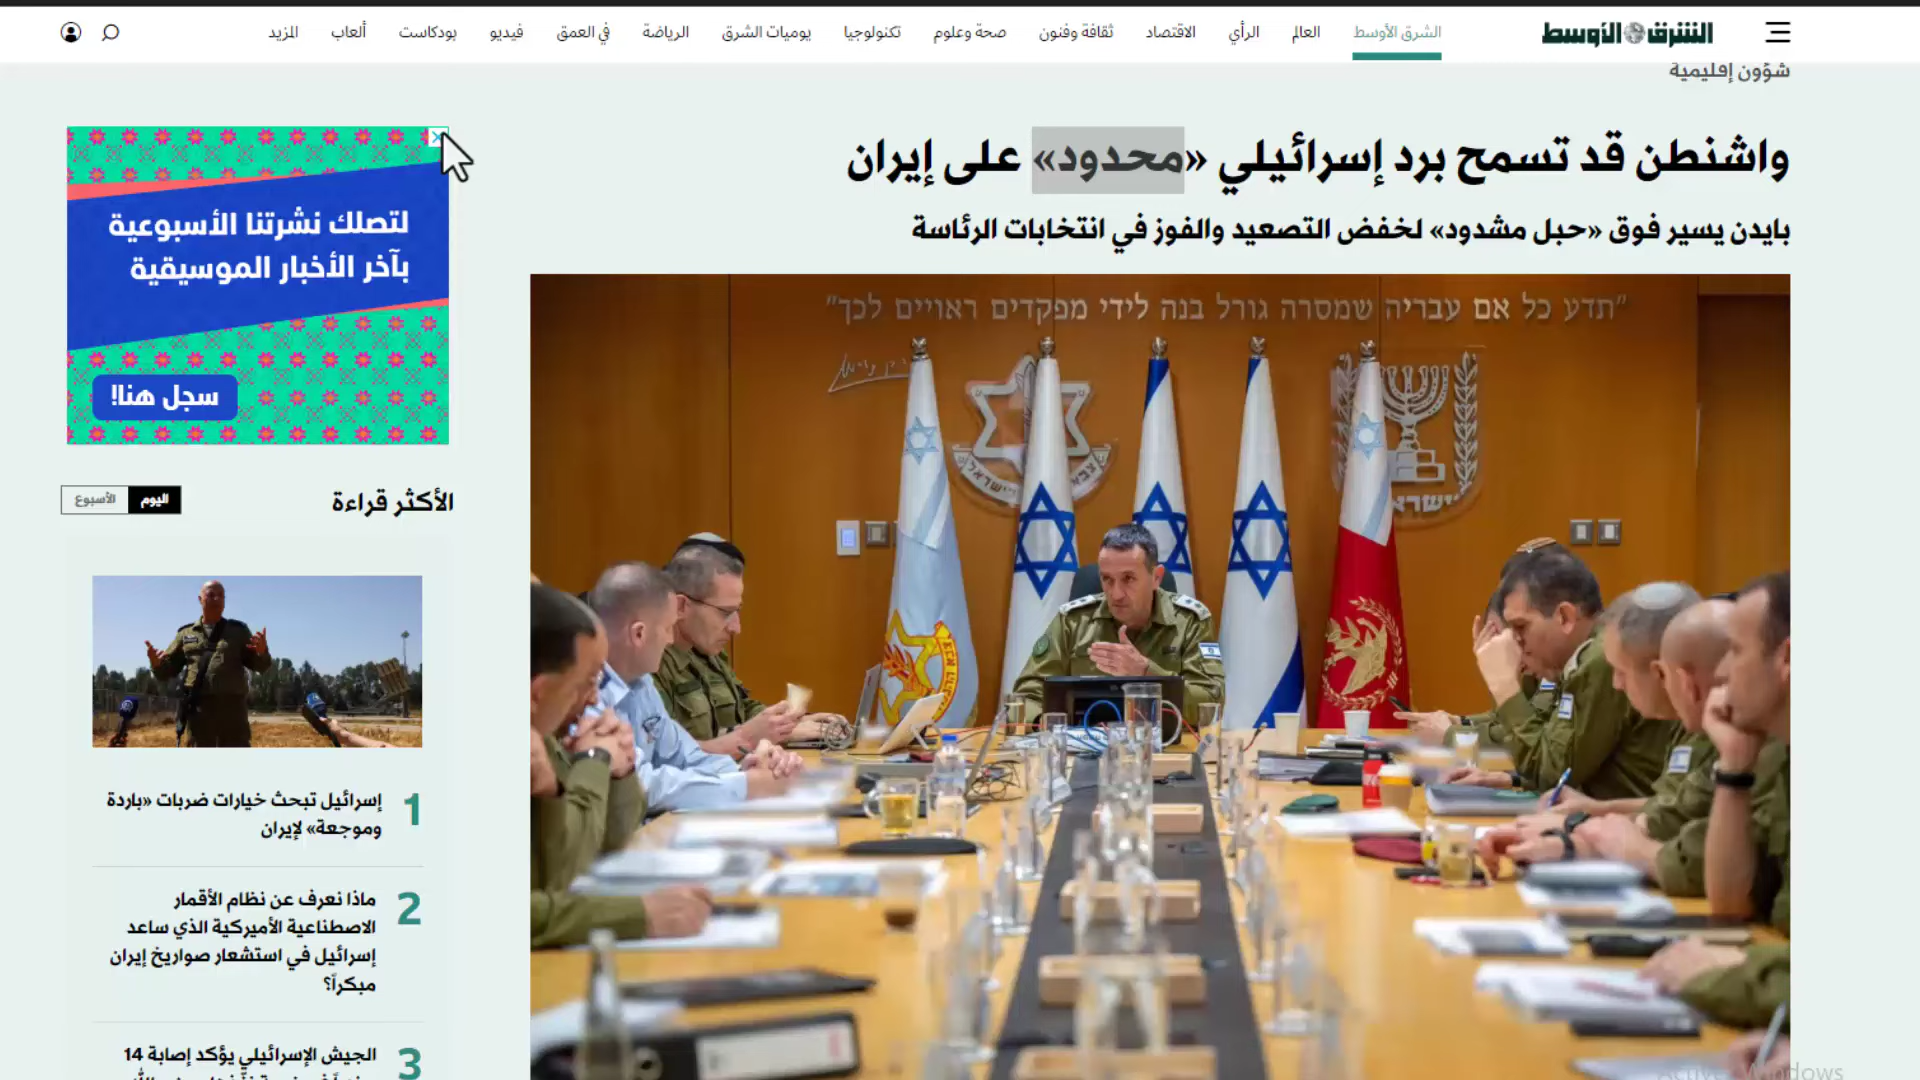 الشرق الأوسط
الشرق الأوسط
العالم
الرأي
الاقتصاد
ثقافة وفنون
صحة وعلوم
تكنولوجيا
يوميات الشرق
الرياضة
في العمق
فيديو
بودكاست
ألعاب
المزيد
شؤون إقليمية
واشنطن قد تسمح برد إسرائيلي «محدود» على إيران
بايدن يسير فوق «حبل مشدود» لخفض التصعيد والفوز في انتخابات الرئاسة
"תדע כל אם עבריה שמסרה גורל בנה לידי מפקדים ראויים לכך"
لتصلك نشرتنا الأسبوعية
بآخر الأخبار الموسيقية
سجل هنا!
الأكثر قراءة
اليوم
الأسبوع
1
إسرائيل تبحث خيارات ضربات «باردة
وموجعة» لإيران
2
ماذا نعرف عن نظام الأقمار
الاصطناعية الأميركية الذي ساعد
إسرائيل في استشعار صواريخ إيران
مبكراً؟
3
الجيش الإسرائيلي يؤكد إصابة 14